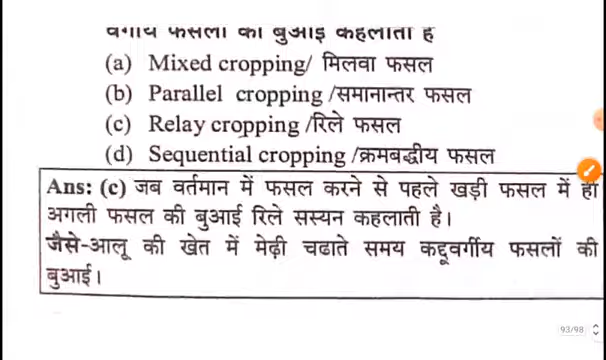 वर्गीय फसलों की बुआई कहलाती है
(a) Mixed cropping/ मिलवा फसल
(b) Parallel cropping /समानान्तर फसल
(c) Relay cropping /रिले फसल
(d) Sequential cropping /क्रमबद्धीय फसल
Ans: (c) जब वर्तमान में फसल करने से पहले खड़ी फसल में ही
अगली फसल की बुआई रिले सस्यन कहलाती है।
जैसे-आलू की खेत में मेढ़ी चढाते समय कद्दूवर्गीय फसलों की
बुआई।
93/98